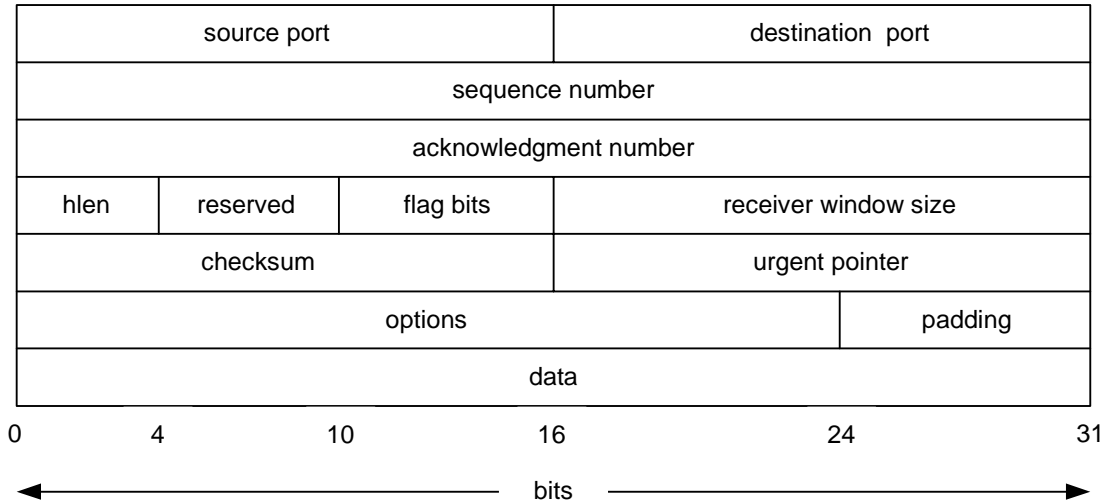 source port destination port
sequence number
acknowledgment number
hlen reserved flag bits receiver window size
checksum urgent pointer
options padding
data
0 4 10 16 24 31
bits